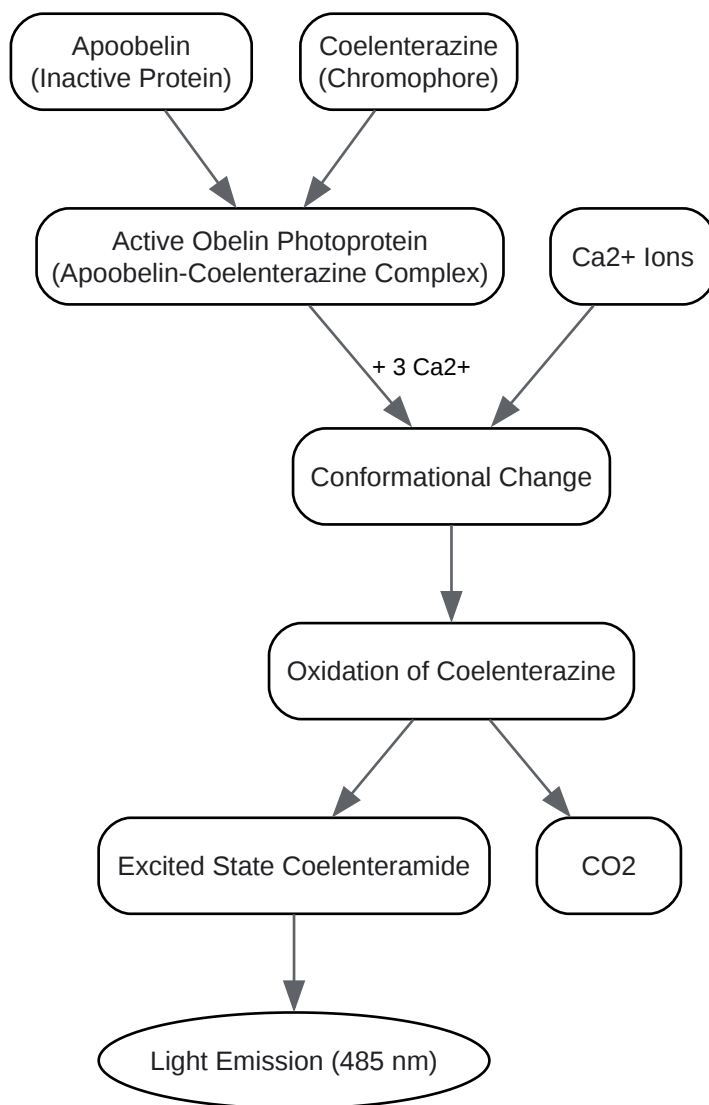 Apoobelin
(Inactive Protein)
Coelenterazine
(Chromophore)
Active Obelin Photoprotein
(Apoobelin-Coelenterazine Complex)
Ca2+ Ions
+ 3 Ca2+
Conformational Change
Oxidation of Coelenterazine
Excited State Coelenteramide
CO2
Light Emission (485 nm)